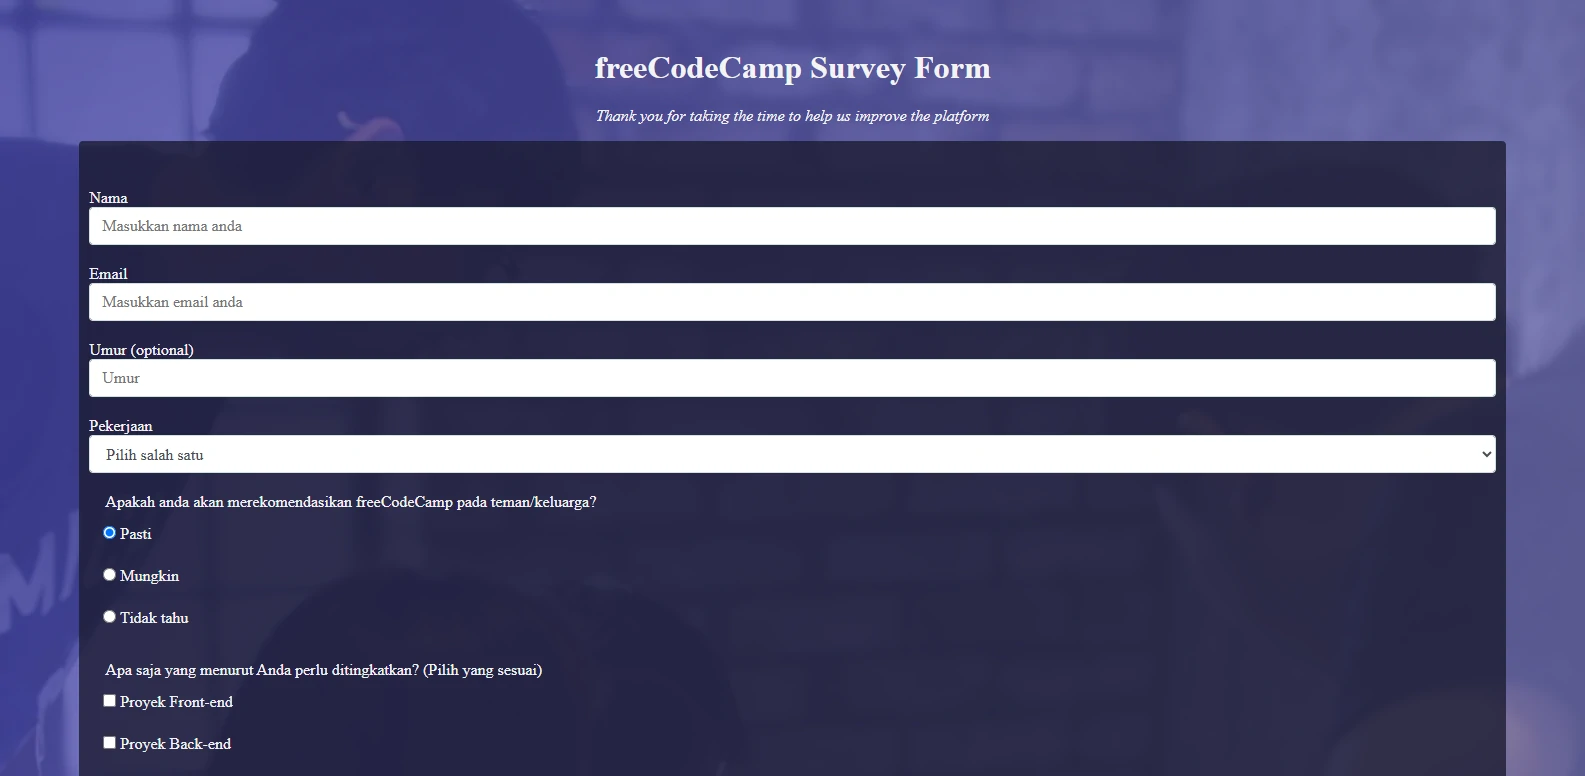 freeCodeCamp Survey Form
Thank you for taking the time to help us improve the platform
Nama
Masukkan nama anda
Email
Masukkan email anda
Umur (optional)
Umur
Pekerjaan
Pilih salah satu
Apakah anda akan merekomendasikan freeCodeCamp pada teman/keluarga?
Pasti
Mungkin
Tidak tahu
Apa saja yang menurut Anda perlu ditingkatkan? (Pilih yang sesuai)
Proyek Front-end
Proyek Back-end